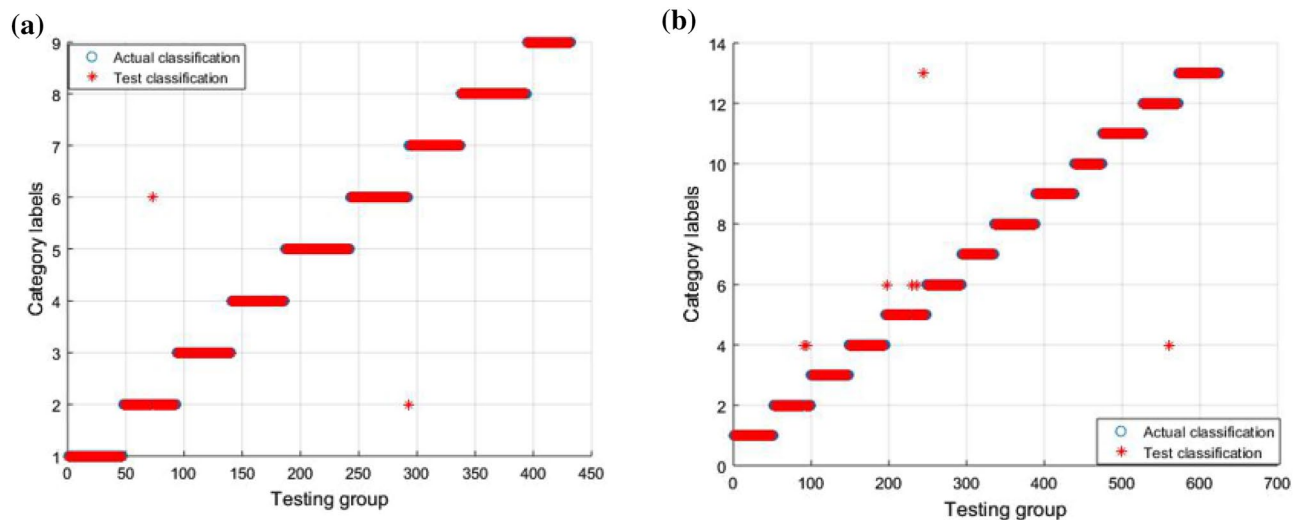 (a)
9
8
7
6
5
4
3
2
1
Category labels
Actual classification
Test classification
0 50 100 150 200 250 300 350 400 450
Testing group
(b)
14
12
10
8
6
4
2
0
Category labels
Actual classification
Test classification
0 100 200 300 400 500 600 700
Testing group